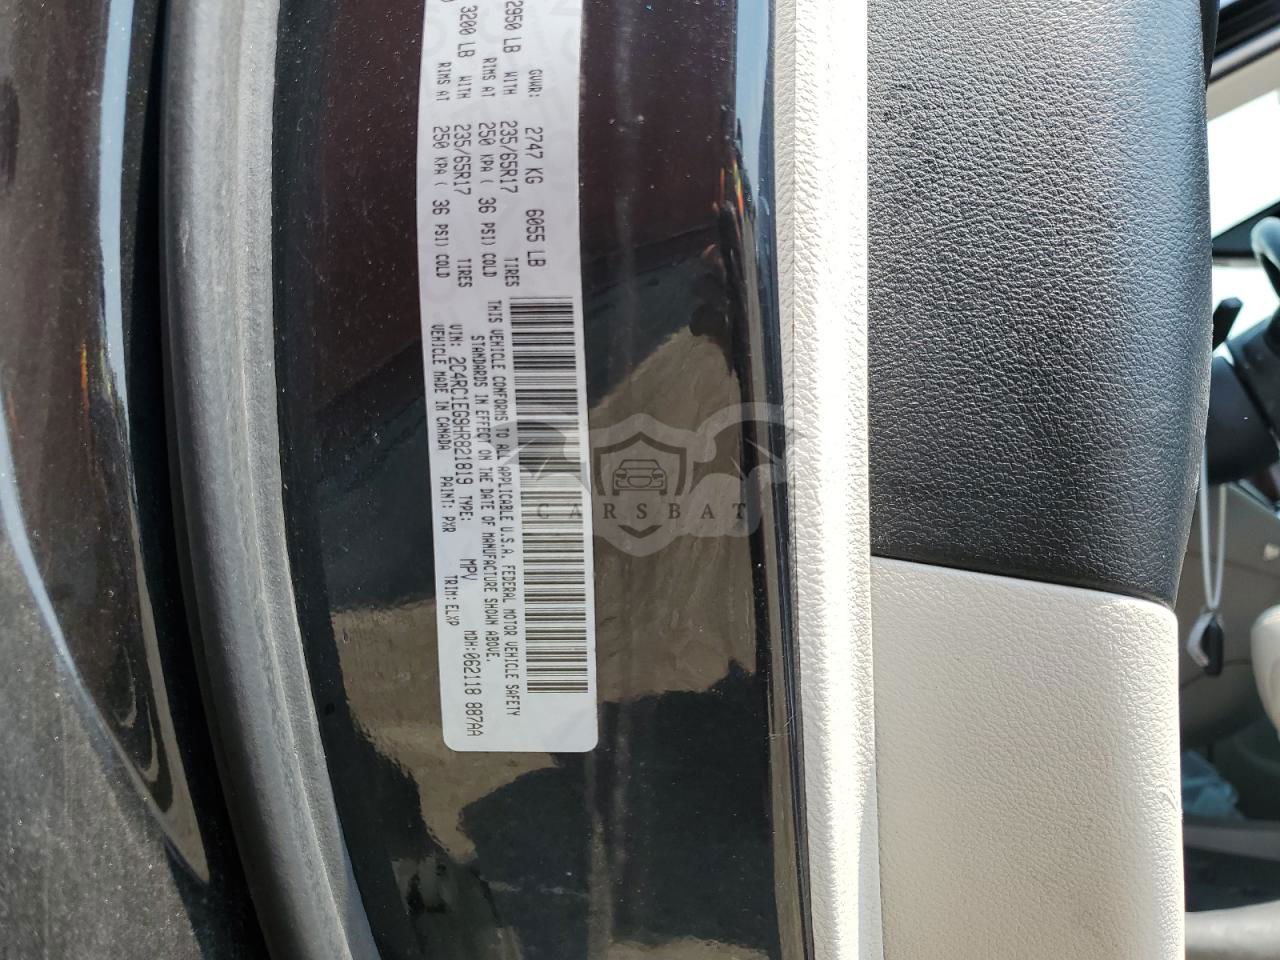 GVWR: 2747 KG 6055 LB
2950 LB WITH 235/65R17 TIRES
RIMS AT 250 KPA ( 36 PSI) COLD
3200 LB WITH 235/65R17 TIRES
RIMS AT 250 KPA ( 36 PSI) COLD
THIS VEHICLE CONFORMS TO ALL APPLICABLE U.S.A. FEDERAL MOTOR VEHICLE SAFETY
STANDARDS IN EFFECT ON THE DATE OF MANUFACTURE SHOWN ABOVE.
VIN: 2C4RC1EG9HR821819 TYPE: MPV MDH:062118 887AA
VEHICLE MADE IN CANADA PAINT: PXR TRIM: ELXP
CARSBAT